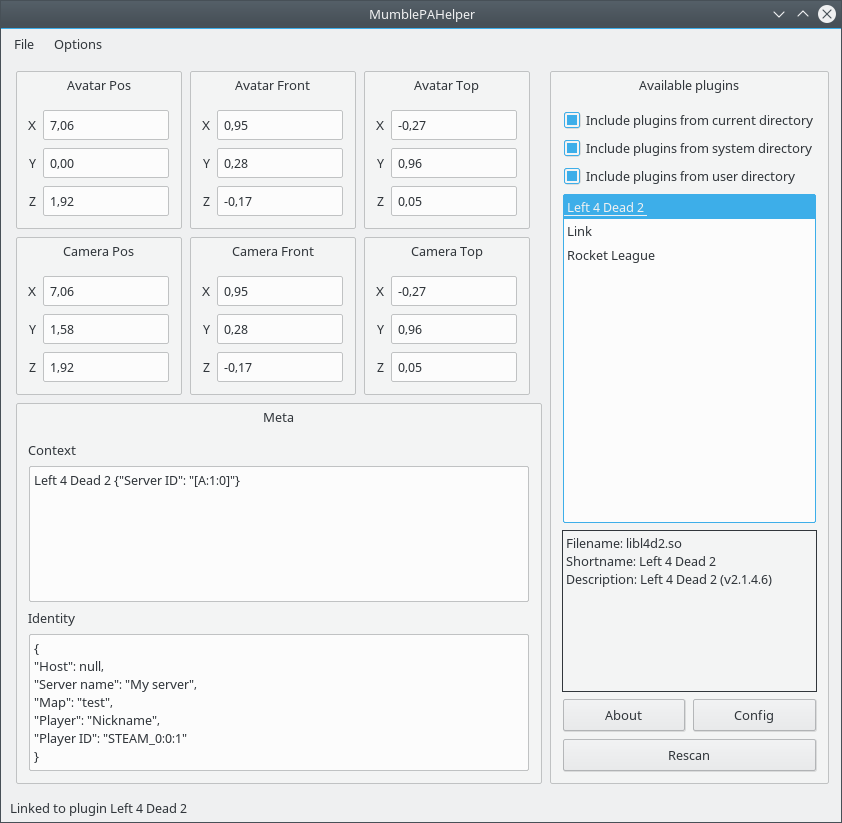 MumblePAHelper
File Options
Avatar Pos
X 7,06
Y 0,00
Z 1,92
Avatar Front
X 0,95
Y 0,28
Z -0,17
Avatar Top
X -0,27
Y 0,96
Z 0,05
Camera Pos
X 7,06
Y 1,58
Z 1,92
Camera Front
X 0,95
Y 0,28
Z -0,17
Camera Top
X -0,27
Y 0,96
Z 0,05
Meta
Context
Left 4 Dead 2 {"Server ID": "[A:1:0]"}
Identity
{
"Host": null,
"Server name": "My server",
"Map": "test",
"Player": "Nickname",
"Player ID": "STEAM_0:0:1"
}
Available plugins
Include plugins from current directory
Include plugins from system directory
Include plugins from user directory
Left 4 Dead 2
Link
Rocket League
Filename: libl4d2.so
Shortname: Left 4 Dead 2
Description: Left 4 Dead 2 (v2.1.4.6)
About
Config
Rescan
Linked to plugin Left 4 Dead 2